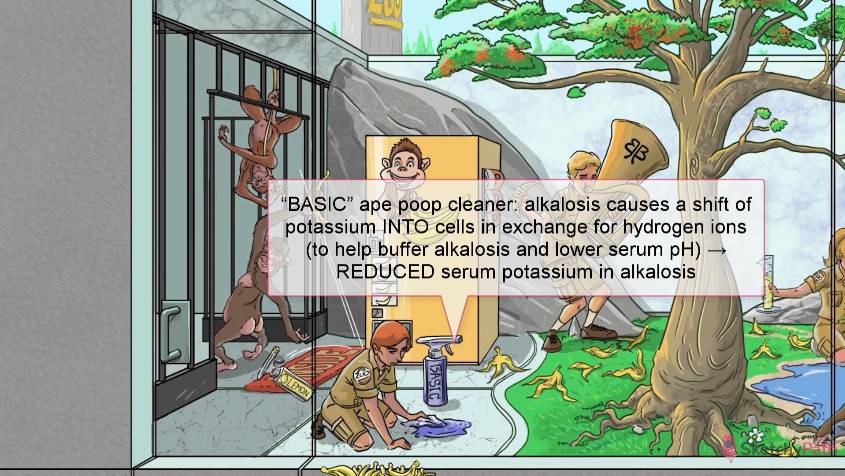 ZOO
"BASIC" ape poop cleaner: alkalosis causes a shift of
potassium INTO cells in exchange for hydrogen ions
(to help buffer alkalosis and lower serum pH) →
REDUCED serum potassium in alkalosis
ZOO
BASIC
LEMON